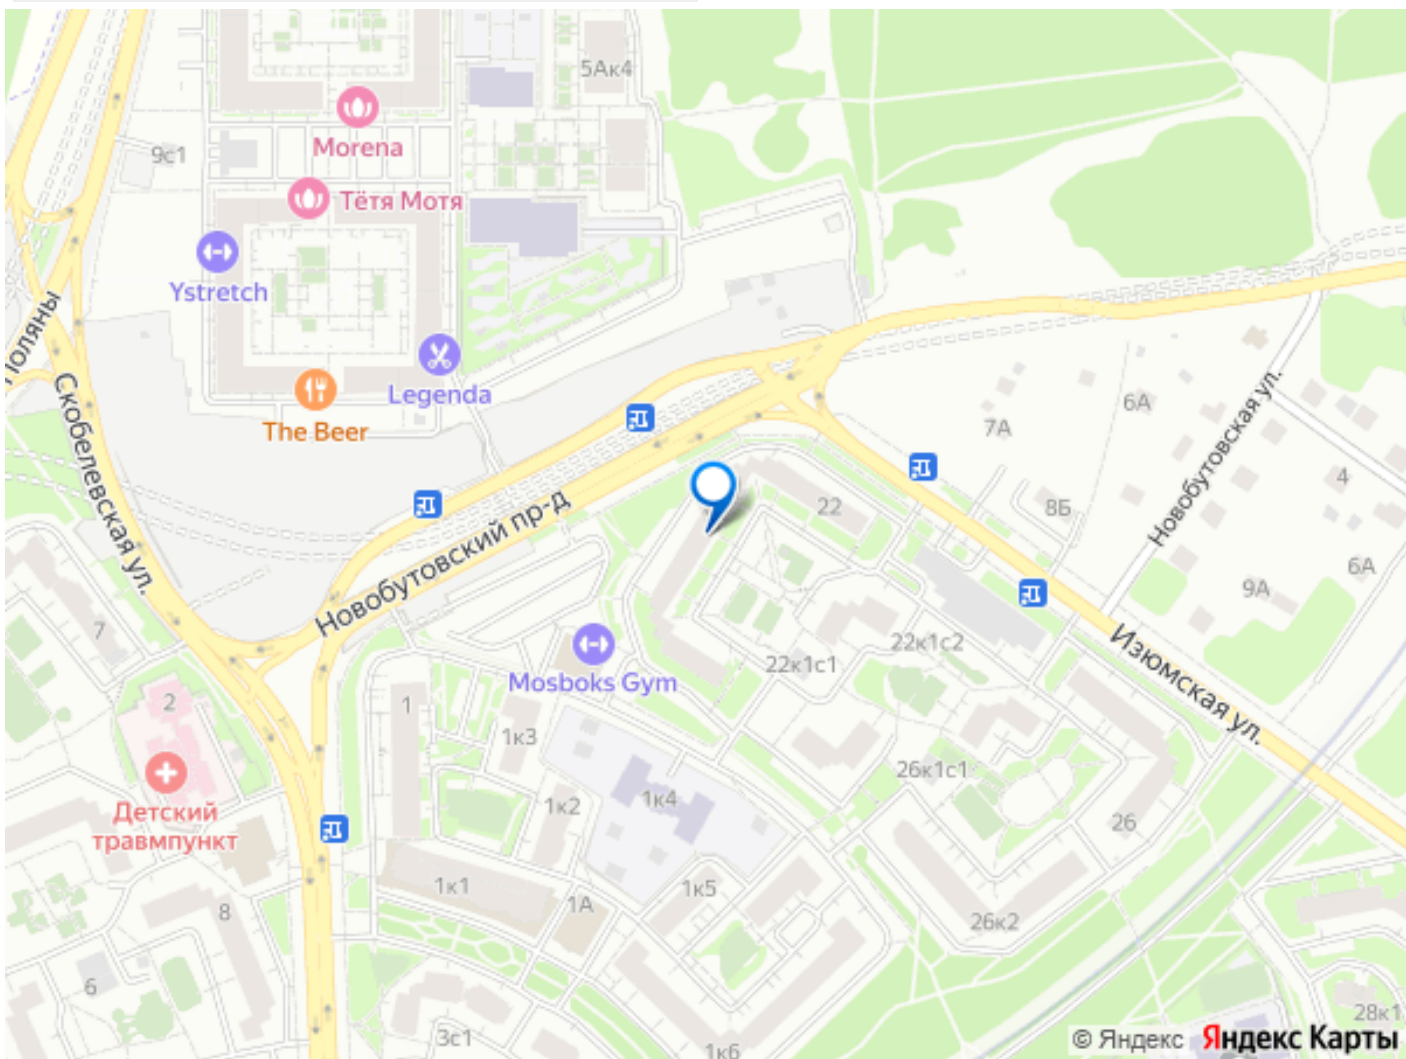 5Ак4
Morena
9с1
Тётя Мотя
Ystretch
Поляны
Legenda
The Beer
Скобелевская ул.
Новобутовский пр-д
Новобутовская ул.
6А
7А
4
8Б
22
6А
9А
7
22к1с2
22к1с1
Изюмская ул.
Mosboks Gym
2
1
1к3
26к1с1
Детский
травмпункт
1к2
1к4
26
1к1
1к5
1А
8
26к2
6
3с1
1к6
28к1
© Яндекс Яндекс Карты